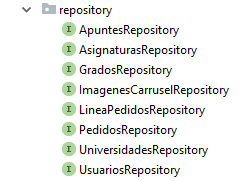 repository
I ApuntesRepository
I AsignaturasRepository
I GradosRepository
I ImagenesCarruselRepository
I LineaPedidosRepository
I PedidosRepository
I UniversidadesRepository
I UsuariosRepository